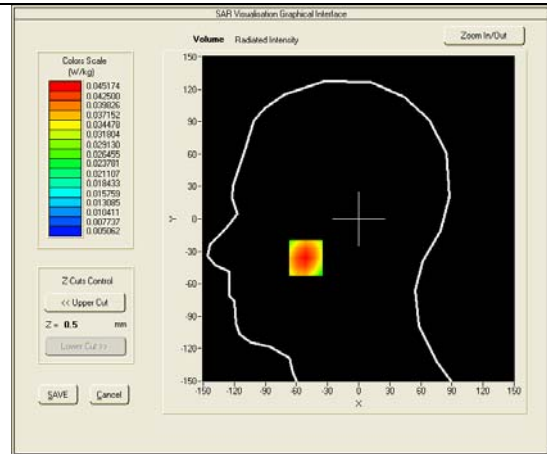 SAR Visualisation Graphical Interface
Volume Radiated Intensity
Zoom In/Out
Colors Scale
(W/kg)
0.045174
0.042500
0.039826
0.037152
0.034478
0.031804
0.029130
0.026455
0.023781
0.021107
0.018433
0.015759
0.013085
0.010411
0.007737
0.005062
Z Cuts Control
<< Upper Cut
Z = 0.5 mm
Lower Cut >>
SAVE Cancel
150
120
90
60
30
0
-30
-60
-90
-120
-150
Y
-150 -120 -90 -60 -30 0 30 60 90 120 150
X